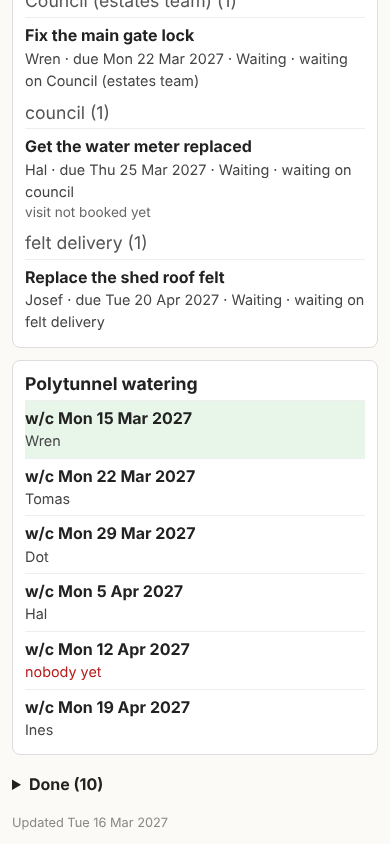 Council (estates team) (1)
Fix the main gate lock
Wren · due Mon 22 Mar 2027 · Waiting · waiting
on Council (estates team)
council (1)
Get the water meter replaced
Hal · due Thu 25 Mar 2027 · Waiting · waiting on
council
visit not booked yet
felt delivery (1)
Replace the shed roof felt
Josef · due Tue 20 Apr 2027 · Waiting · waiting on
felt delivery
Polytunnel watering
w/c Mon 15 Mar 2027
Wren
w/c Mon 22 Mar 2027
Tomas
w/c Mon 29 Mar 2027
Dot
w/c Mon 5 Apr 2027
Hal
w/c Mon 12 Apr 2027
nobody yet
w/c Mon 19 Apr 2027
Ines
Done (10)
Updated Tue 16 Mar 2027